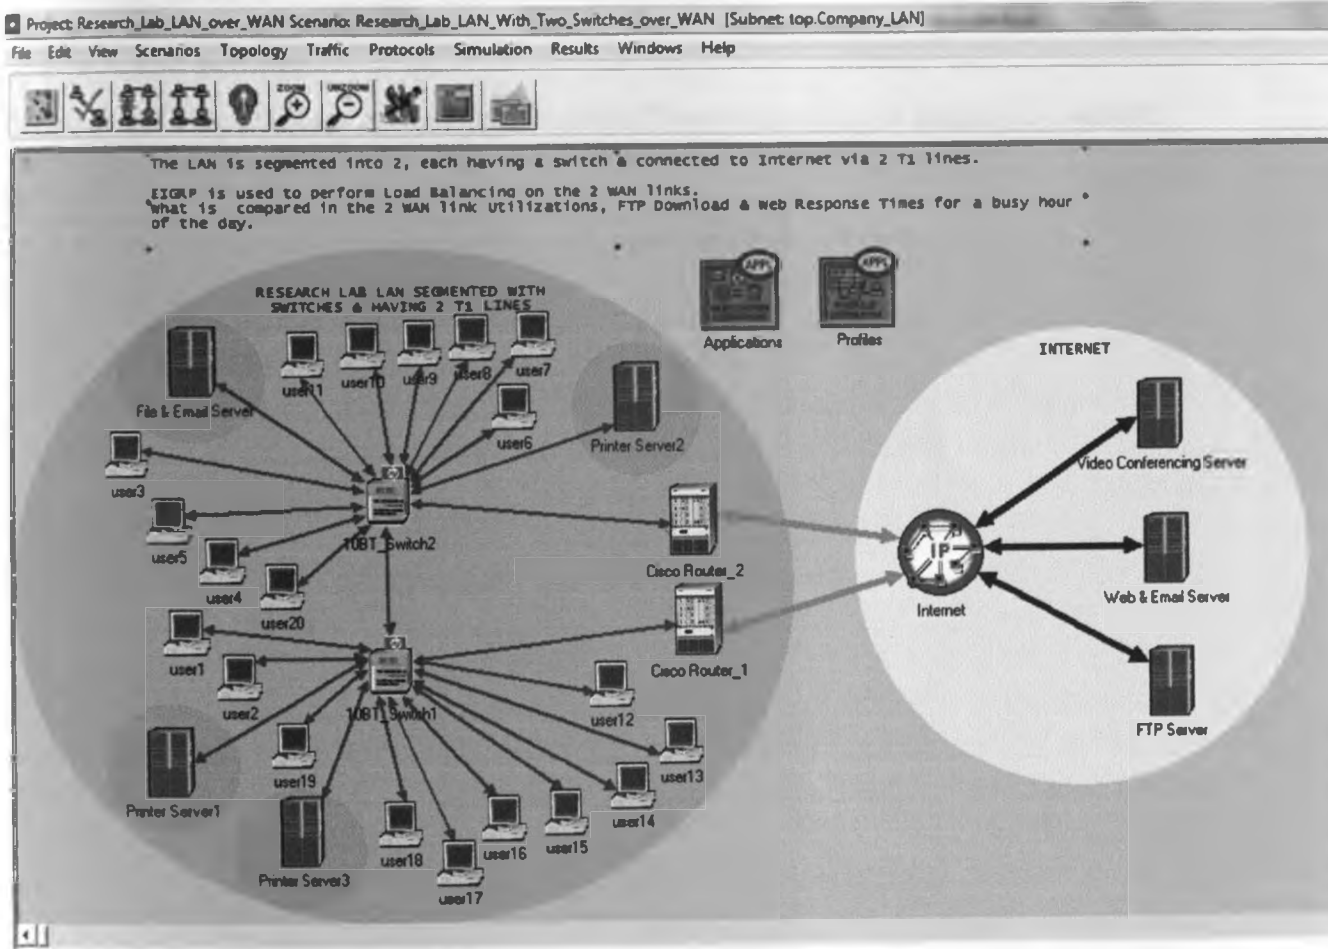 Project: Research_Lab_LAN_over_WAN Scenario: Research_Lab_LAN_With_Two_Switches_over_WAN [Subnet: top.Company_LAN]
File Edit View Scenarios Topology Traffic Protocols Simulation Results Windows Help
ZOOM UNZOOM
The LAN is segmented into 2, each having a switch & connected to Internet via 2 T1 lines.
EIGRP is used to perform Load Balancing on the 2 WAN links.
What is compared in the 2 WAN link Utilizations, FTP Download & Web Response Times for a busy hour
of the day.
RESEARCH LAB LAN SEGMENTED WITH
SWITCHES & HAVING 2 T1 LINES
APPL
APPL
Applications
Profiles
INTERNET
user11
user10
user9
user8
user7
File & Email Server
user6
Printer Server2
Video Conferencing Server
user3
user5
10BT_Switch2
Cisco Router_2
IP
user4
Internet
Web & Email Server
user20
user1
Cisco Router_1
user2
10BT_Switch1
user12
FTP Server
user19
user13
Printer Server1
user14
user18
user16
user15
Printer Server3
user17